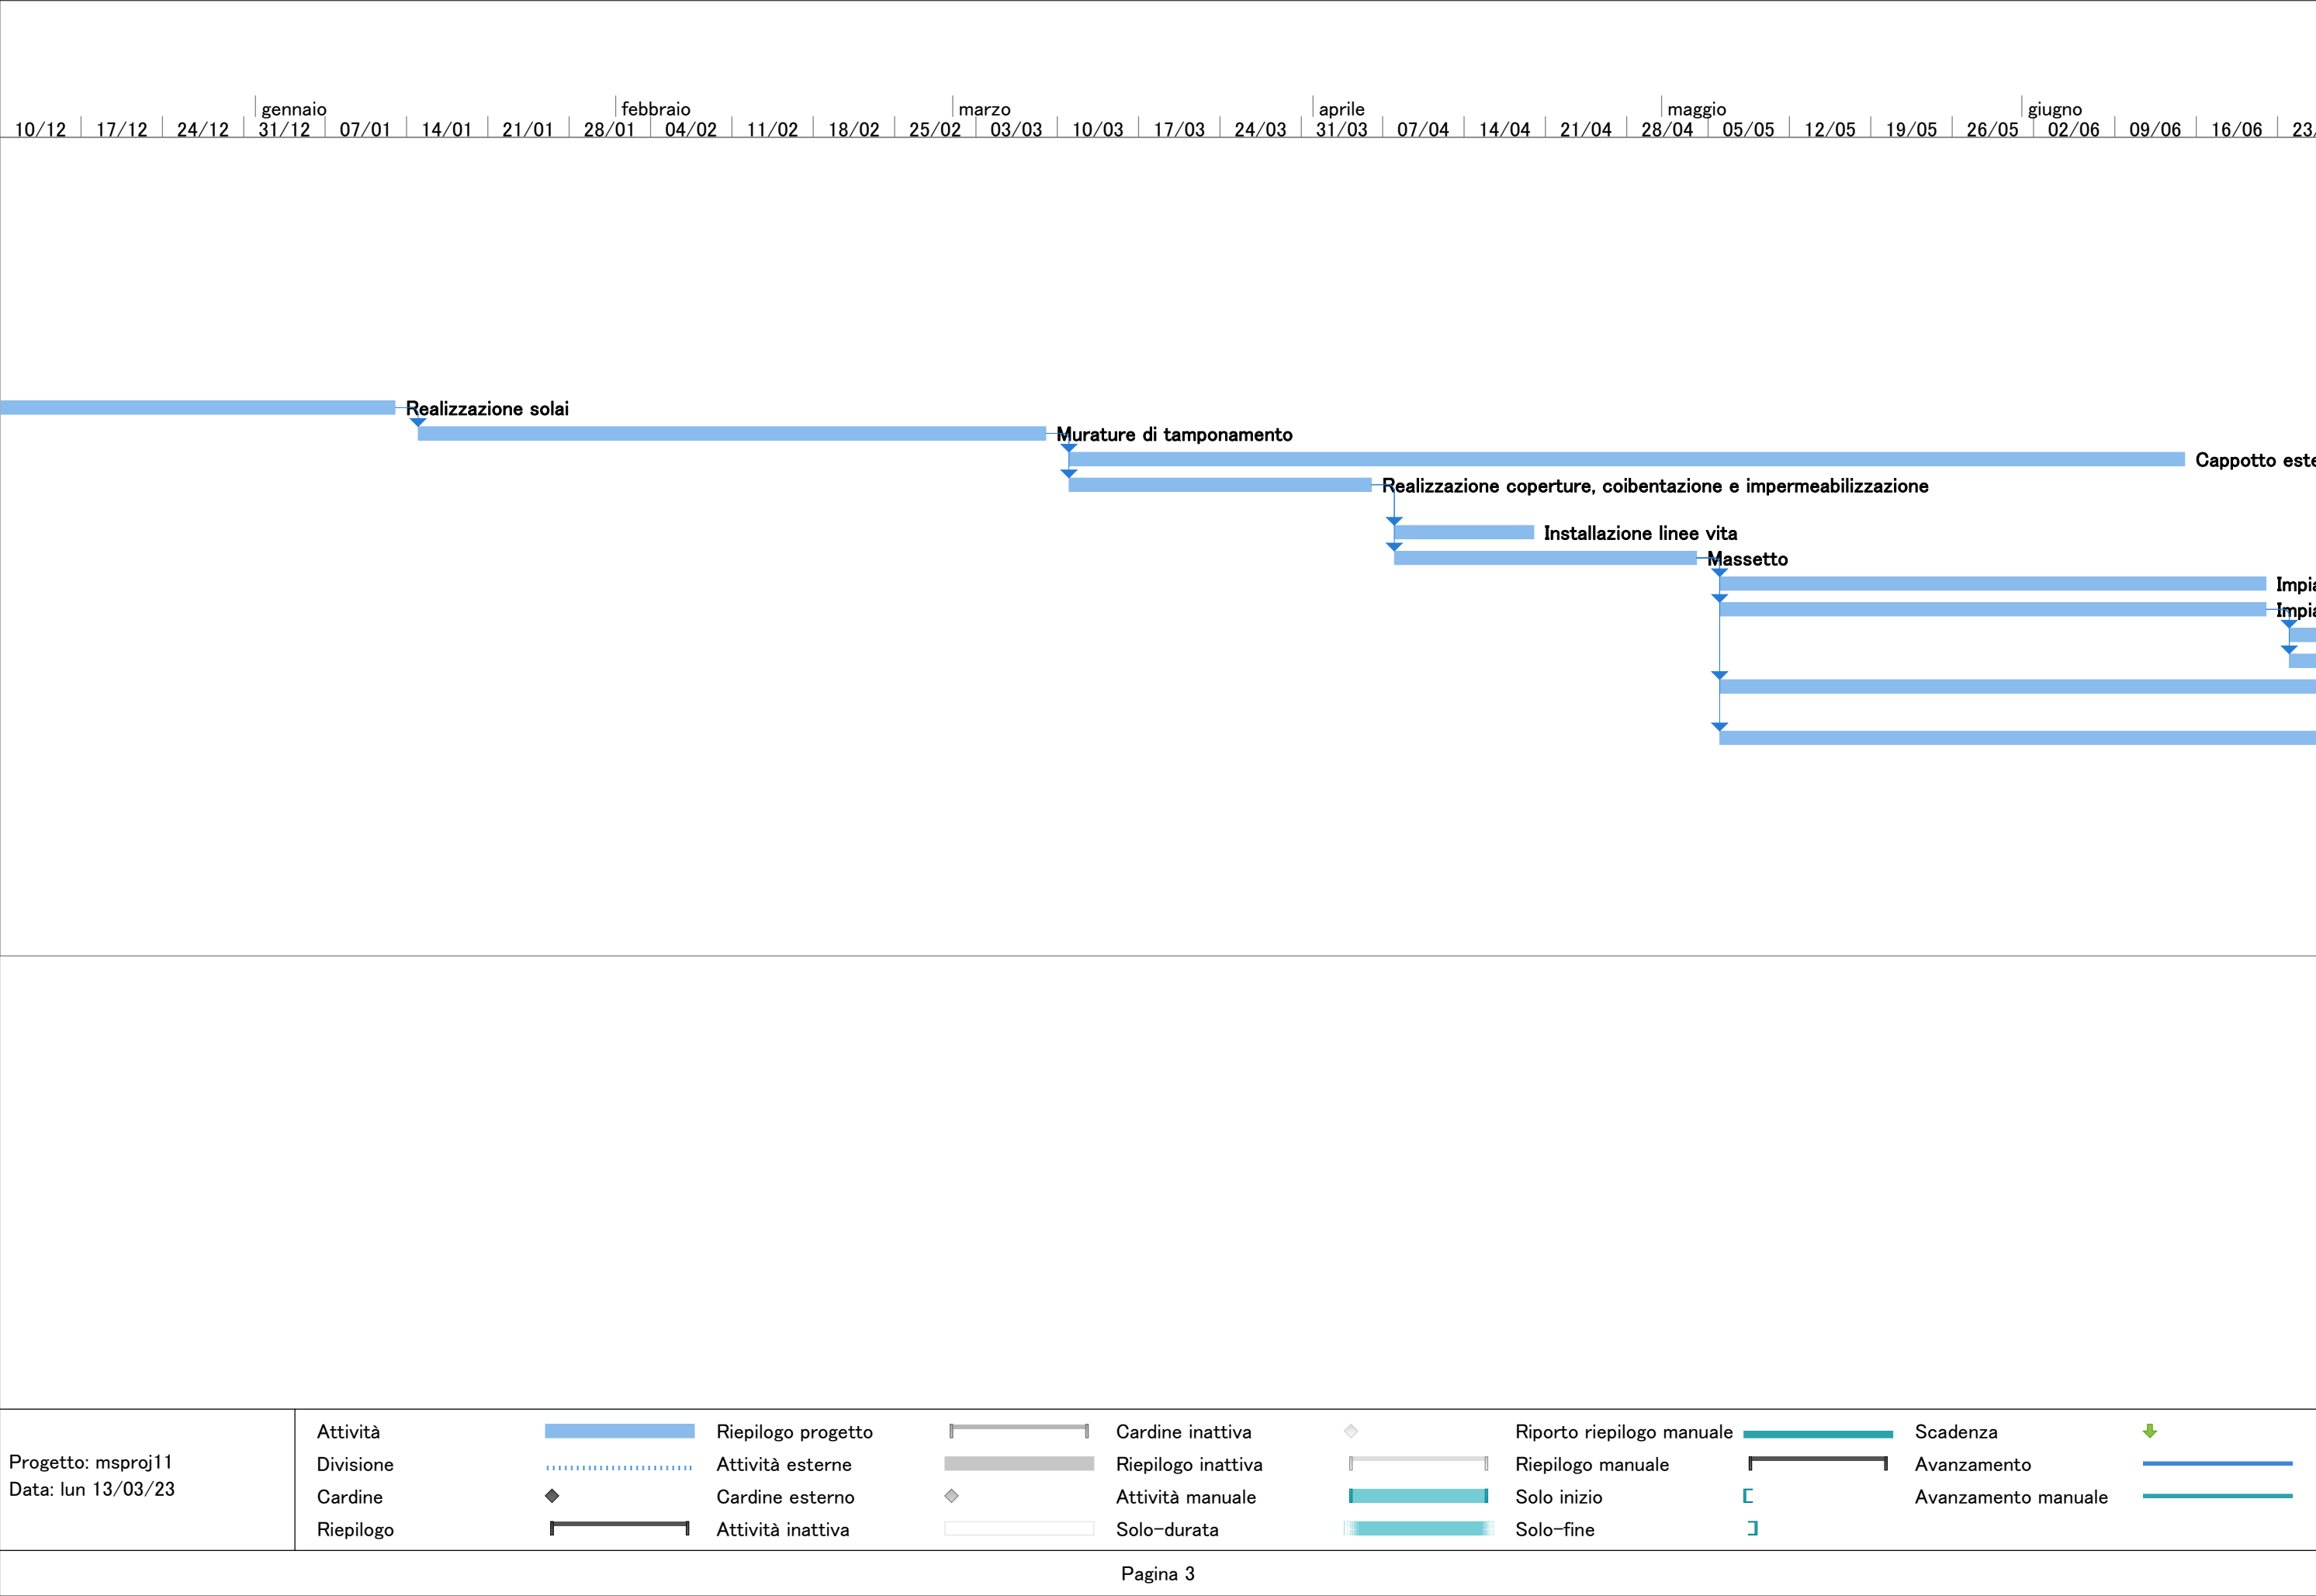 gennaio febbraio marzo aprile maggio giugno
10/12 17/12 24/12 31/12 07/01 14/01 21/01 28/01 04/02 11/02 18/02 25/02 03/03 10/03 17/03 24/03 31/03 07/04 14/04 21/04 28/04 05/05 12/05 19/05 26/05 02/06 09/06 16/06 23/
Realizzazione solai
Murature di tamponamento
Cappotto este
Realizzazione coperture, coibentazione e impermeabilizzazione
Installazione linee vita
Massetto
Impia
Impia
Progetto: msproj11
Data: lun 13/03/23
Attività Riepilogo progetto Cardine inattiva Riporto riepilogo manuale Scadenza
Divisione Attività esterne Riepilogo inattiva Riepilogo manuale Avanzamento
Cardine Cardine esterno Attività manuale Solo inizio Avanzamento manuale
Riepilogo Attività inattiva Solo-durata Solo-fine
Pagina 3